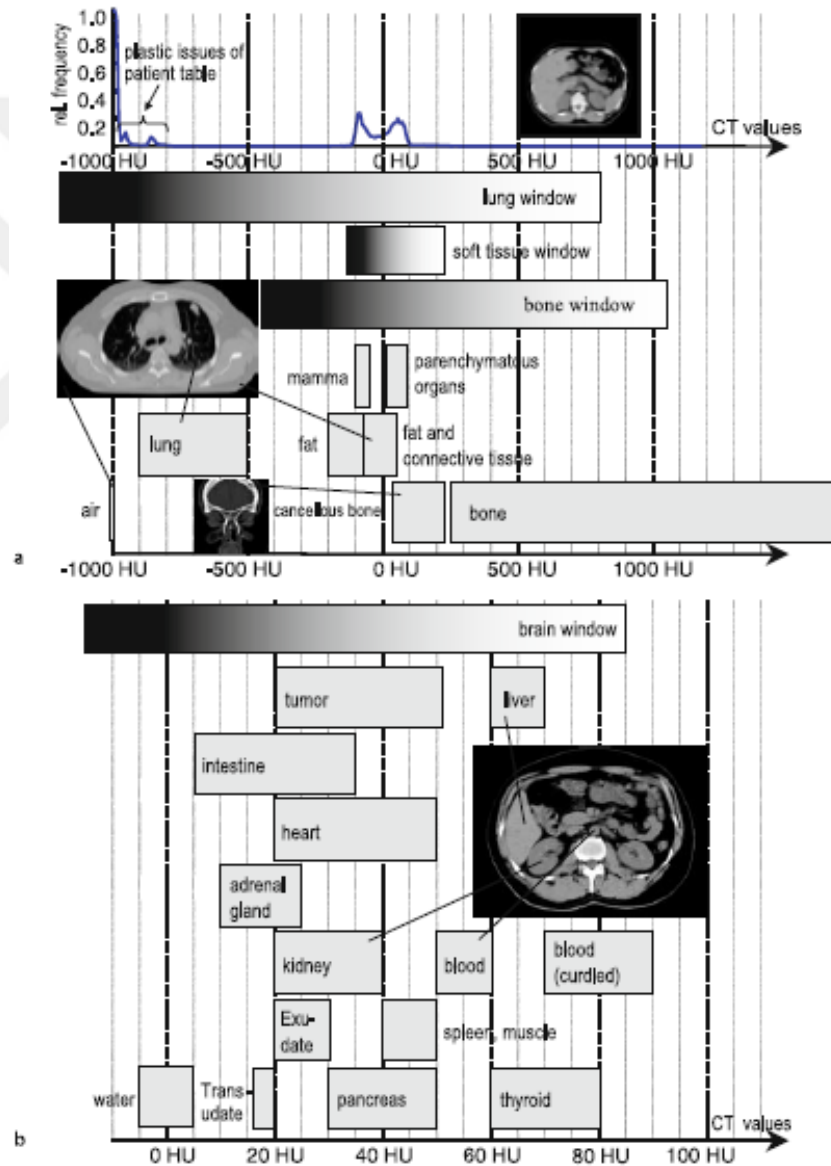 1.0
0.8
0.6
0.4
0.2
rel. frequency
plastic issues of
patient table
CT values
-1000 HU
-500 HU
0 HU
500 HU
1000 HU
lung window
soft tissue window
bone window
mamma
parenchymatous
organs
lung
fat
fat and
connective tissue
air
cancellous bone
bone
a
-1000 HU
-500 HU
0 HU
500 HU
1000 HU
brain window
tumor
liver
intestine
heart
adrenal
gland
kidney
blood
blood
(curdled)
Exu-
date
spleen, muscle
water
Trans-
udate
pancreas
thyroid
CT values
b
0 HU
20 HU
40 HU
60 HU
80 HU
100 HU